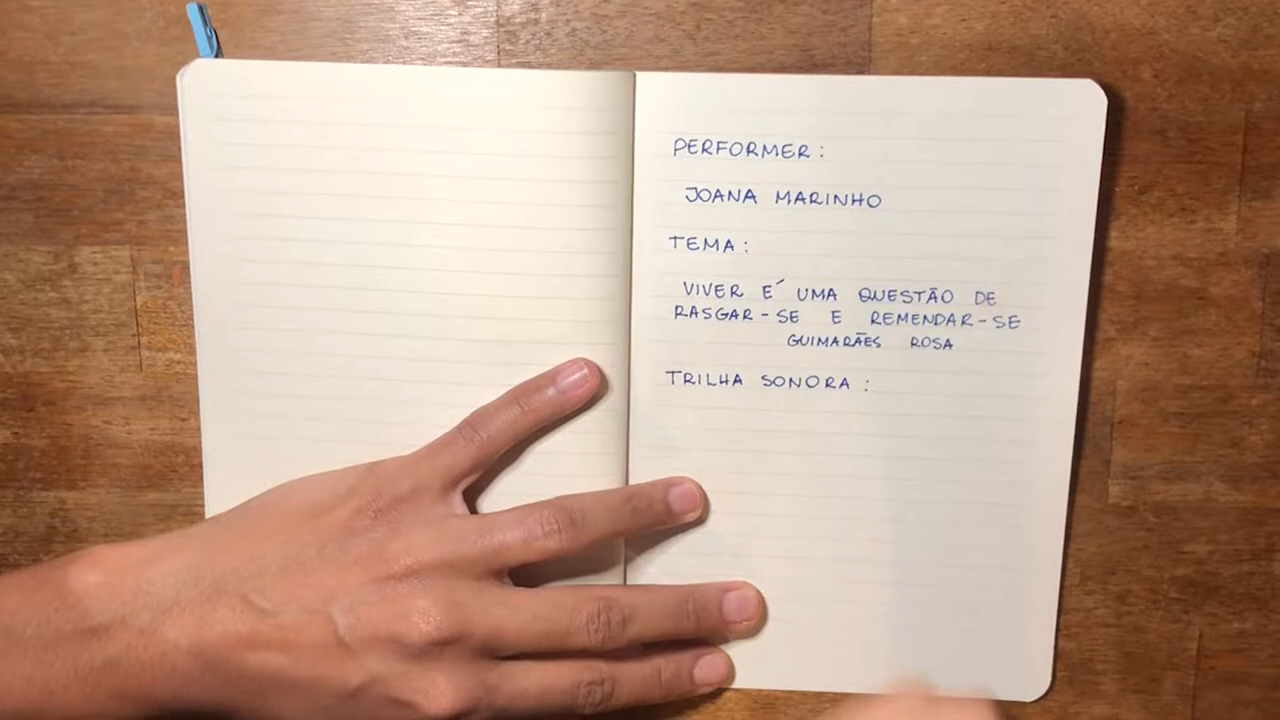 PERFORMER:
JOANA MARINHO
TEMA:
VIVER É UMA QUESTÃO DE
RASGAR-SE E REMENDAR-SE
GUIMARÃES ROSA
TRILHA SONORA: